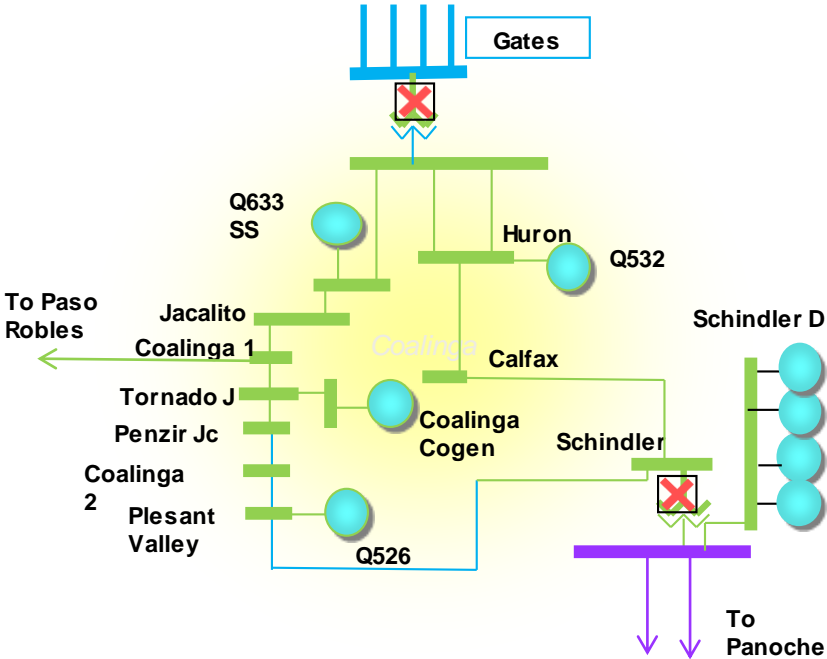 Gates
Q633
SS
Huron
Q532
To Paso
Robles
Jacalito
Schindler D
Coalinga 1
Coalinga
Calfax
Tornado J
Coalinga
Cogen
Penzir Jc
Schindler
Coalinga
2
Plesant
Valley
Q526
To
Panoche